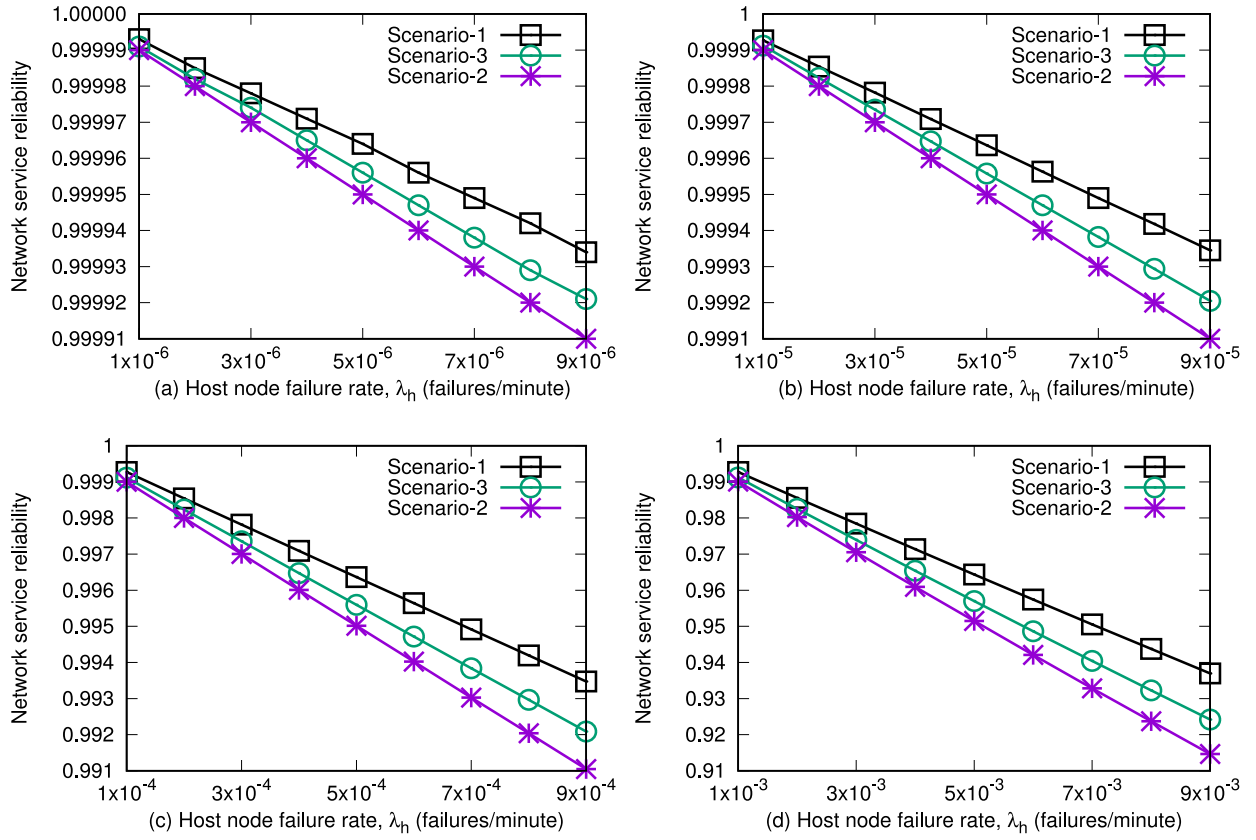 Network service reliability
1.00000
0.99999
0.99998
0.99997
0.99996
0.99995
0.99994
0.99993
0.99992
0.99991
Scenario-1
Scenario-3
Scenario-2
1x10⁻⁶ 3x10⁻⁶ 5x10⁻⁶ 7x10⁻⁶ 9x10⁻⁶
(a) Host node failure rate, λₕ (failures/minute)
Network service reliability
1
0.9999
0.9998
0.9997
0.9996
0.9995
0.9994
0.9993
0.9992
0.9991
Scenario-1
Scenario-3
Scenario-2
1x10⁻⁵ 3x10⁻⁵ 5x10⁻⁵ 7x10⁻⁵ 9x10⁻⁵
(b) Host node failure rate, λₕ (failures/minute)
Network service reliability
1
0.999
0.998
0.997
0.996
0.995
0.994
0.993
0.992
0.991
Scenario-1
Scenario-3
Scenario-2
1x10⁻⁴ 3x10⁻⁴ 5x10⁻⁴ 7x10⁻⁴ 9x10⁻⁴
(c) Host node failure rate, λₕ (failures/minute)
Network service reliability
1
0.99
0.98
0.97
0.96
0.95
0.94
0.93
0.92
0.91
Scenario-1
Scenario-3
Scenario-2
1x10⁻³ 3x10⁻³ 5x10⁻³ 7x10⁻³ 9x10⁻³
(d) Host node failure rate, λₕ (failures/minute)